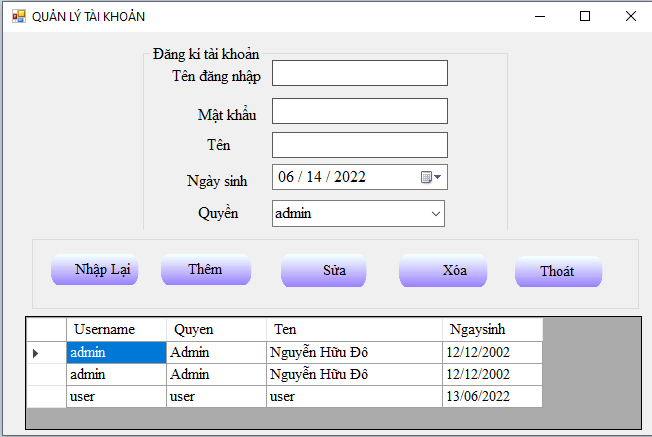 QUẢN LÝ TÀI KHOẢN
Đăng kí tài khoản
Tên đăng nhập
Mật khẩu
Tên
Ngày sinh 06 / 14 / 2022
Quyền admin
Nhập Lại Thêm Sửa Xóa Thoát
Username Quyen Ten Ngaysinh
admin Admin Nguyễn Hữu Đô 12/12/2002
admin Admin Nguyễn Hữu Đô 12/12/2002
user user user 13/06/2022